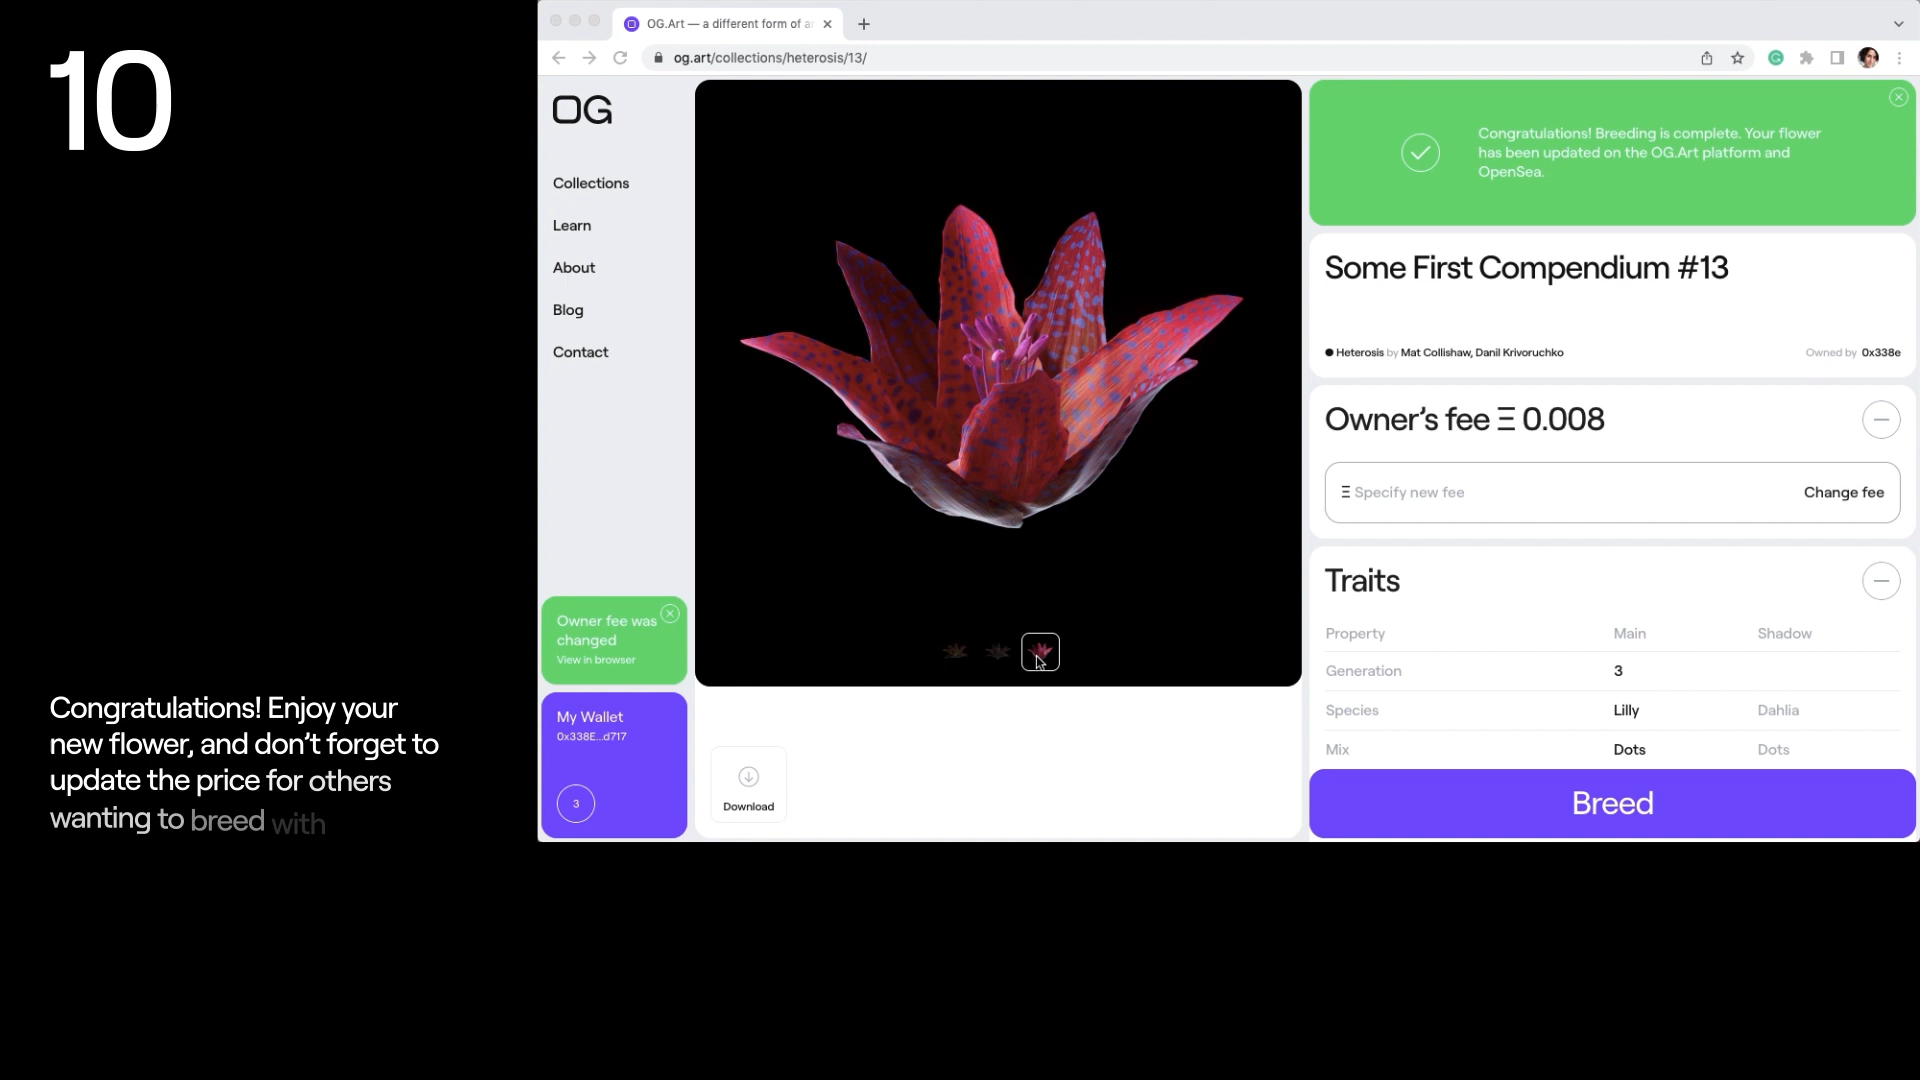 10
Congratulations! Enjoy your
new flower, and don't forget to
update the price for others
wanting to breed with
OG.Art — a different form of ar
og.art/collections/heterosis/13/
OG
Collections
Learn
About
Blog
Contact
Owner fee was
changed
View in browser
My Wallet
0x338E...d717
3
Download
Congratulations! Breeding is complete. Your flower
has been updated on the OG.Art platform and
OpenSea.
Some First Compendium #13
Heterosis by Mat Collishaw, Danil Krivoruchko
Owned by 0x338e
Owner's fee Ξ 0.008
Ξ Specify new fee Change fee
Traits
Property Main Shadow
Generation 3
Species Lilly Dahlia
Mix Dots Dots
Breed